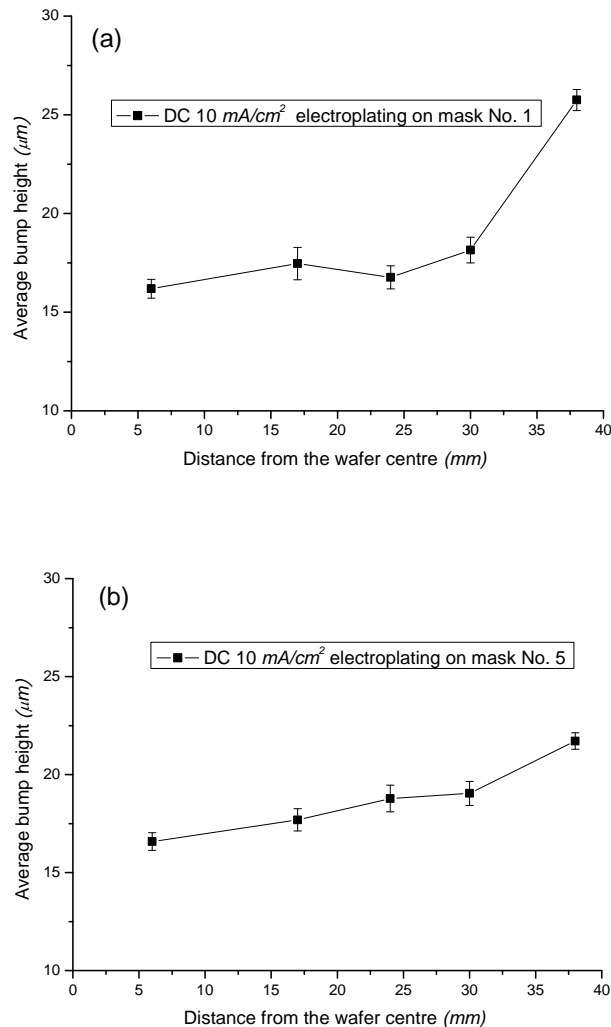 (a)
DC 10 mA/cm² electroplating on mask No. 1
Average bump height (μm)
30
25
20
15
10
0 5 10 15 20 25 30 35 40
Distance from the wafer centre (mm)
(b)
DC 10 mA/cm² electroplating on mask No. 5
Average bump height (μm)
30
25
20
15
10
0 5 10 15 20 25 30 35 40
Distance from the wafer centre (mm)